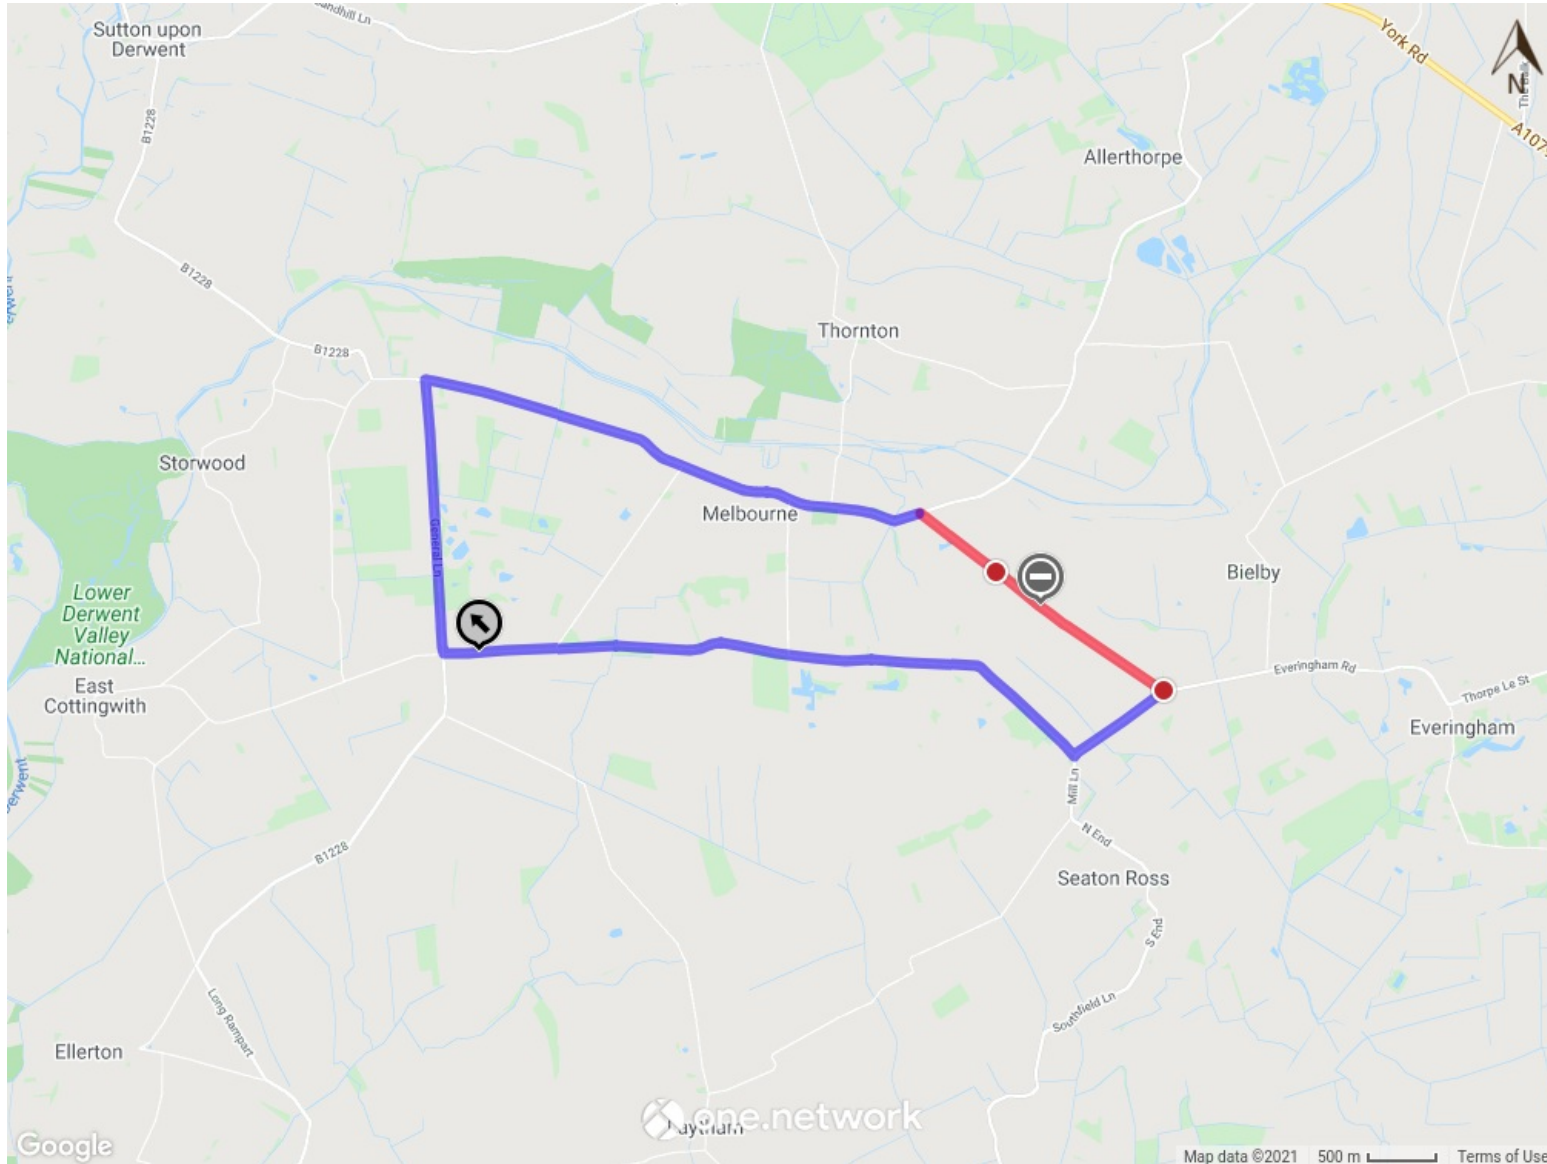 Sutton upon
Derwent
B1228
York Rd
N
Allerthorpe
B1228
B1228
Thornton
Storwood
Melbourne
General Ln
Bielby
Lower
Derwent
Valley
National...
East
Cottingwith
Everingham Rd
Thorpe Le St
Everingham
Mill Ln
N End
B1228
Seaton Ross
S End
Long Rampart
Southfield Ln
Ellerton
one.network
Google
Map data ©2021
500 m
Terms of Use